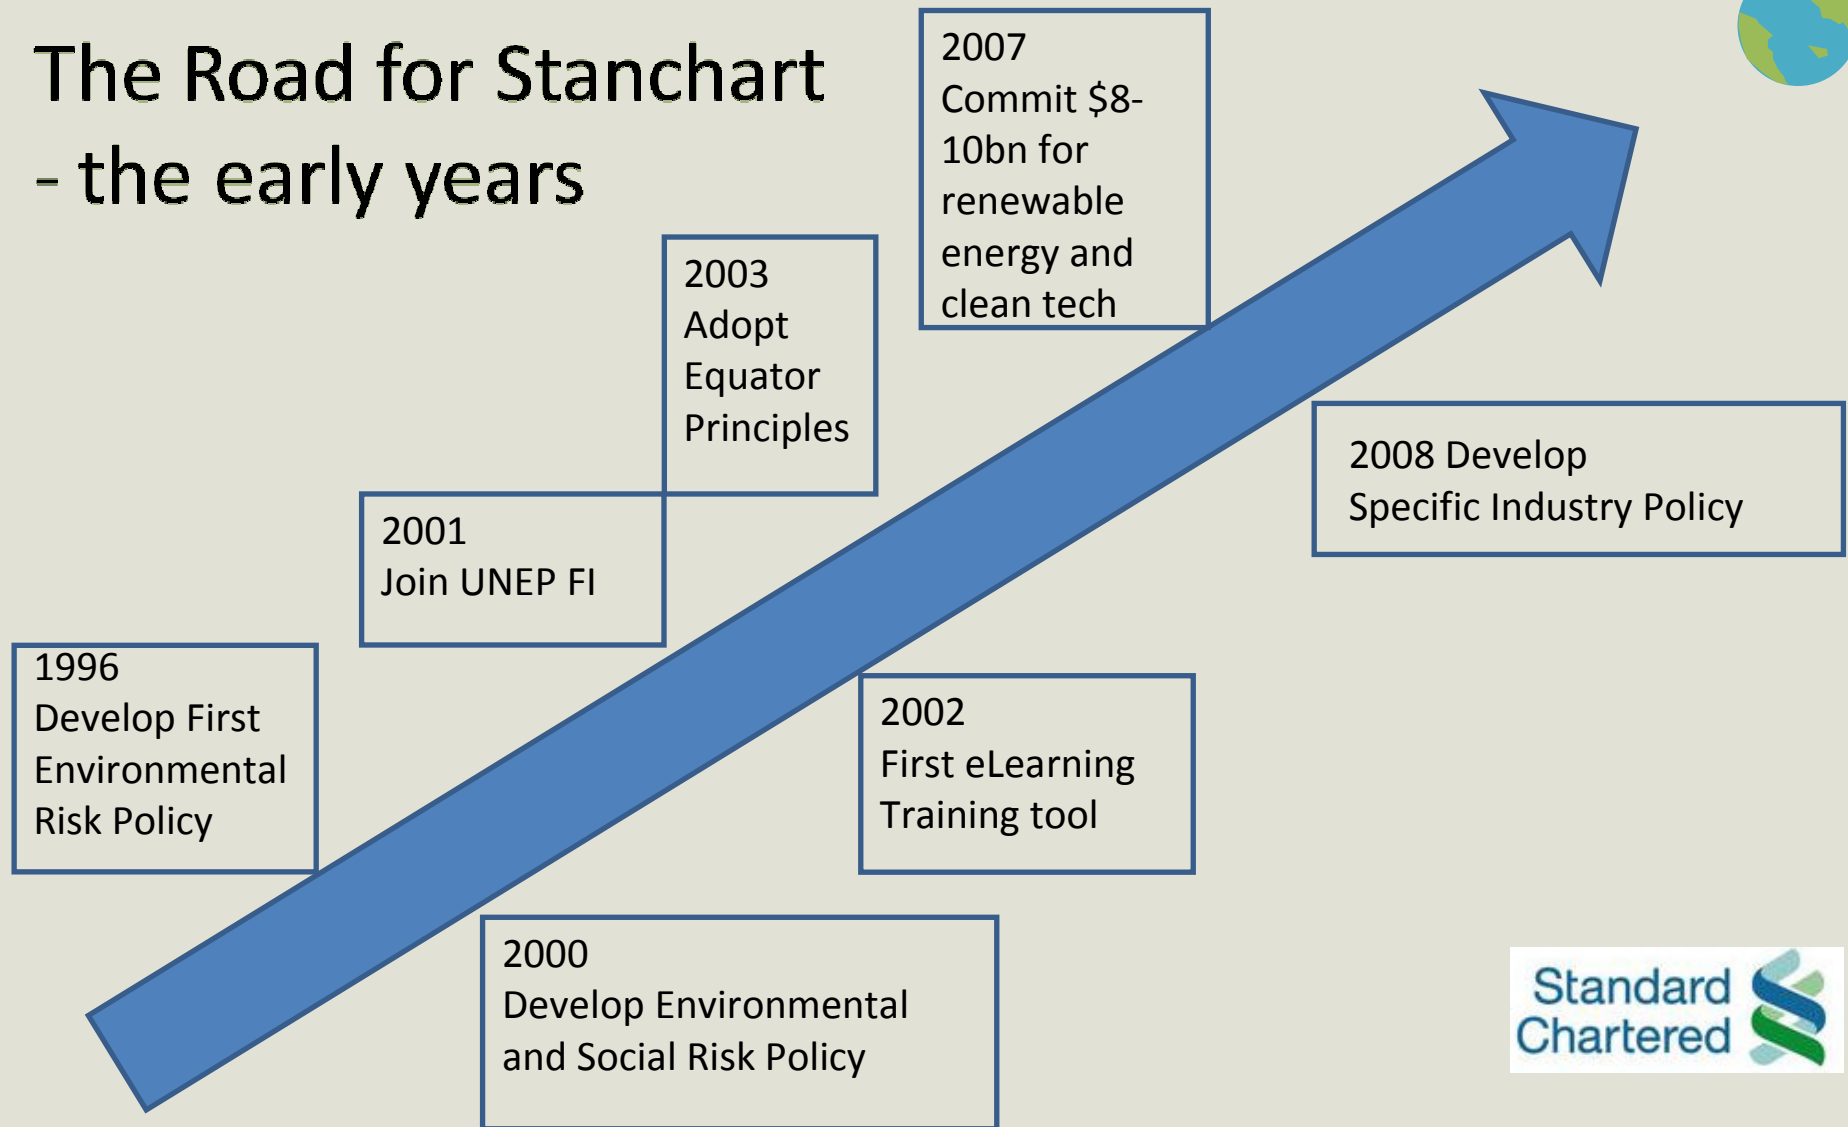 The Road for Stanchart
- the early years
2007
Commit $8-
10bn for
renewable
energy and
clean tech
2003
Adopt
Equator
Principles
2008 Develop
Specific Industry Policy
2001
Join UNEP FI
1996
Develop First
Environmental
Risk Policy
2002
First eLearning
Training tool
2000
Develop Environmental
and Social Risk Policy
Standard
Chartered